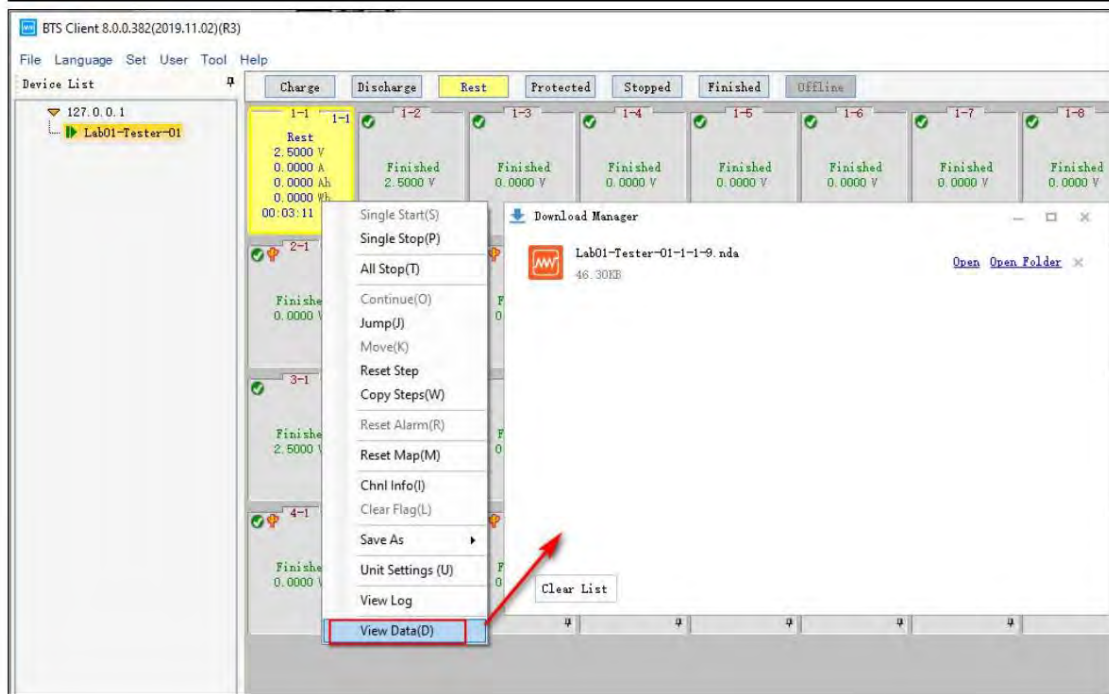 BTS Client 8.0.0.382(2019.11.02)(R3)
File Language Set User Tool Help
Device List
Charge Discharge Rest Protected Stopped Finished Offline
127.0.0.1
Lab01-Tester-01
1-1 1-1 1-2 1-3 1-4 1-5 1-6 1-7 1-8
Rest
2.5000 V
0.0000 A
0.0000 Ah
0.0000 Wh
00:03:11
Finished Finished Finished Finished Finished Finished Finished
2.5000 V 0.0000 V 0.0000 V 0.0000 V 0.0000 V 0.0000 V 0.0000 V
2-1
Finishe
0.0000 V
3-1
Finishe
2.5000 V
4-1
Finishe
0.0000 V
Single Start(S)
Single Stop(P)
All Stop(T)
Continue(O)
Jump(J)
Move(K)
Reset Step
Copy Steps(W)
Reset Alarm(R)
Reset Map(M)
Chnl Info(I)
Clear Flag(L)
Save As
Unit Settings (U)
View Log
View Data(D)
Download Manager
Lab01-Tester-01-1-1-9.nda
46.30KB
Open Open Folder
Clear List